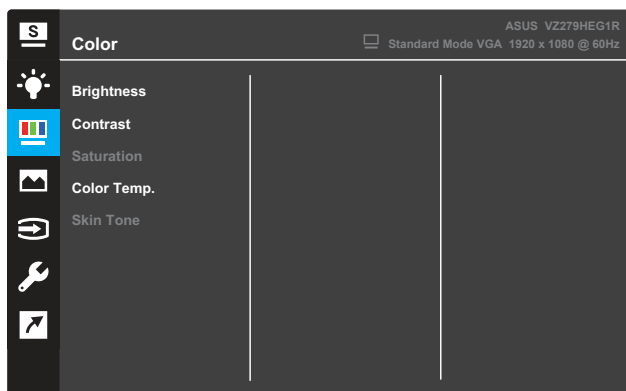 S
ASUS VZ279HEG1R
Color
Standard Mode VGA 1920 x 1080 @ 60Hz
Brightness
Contrast
Saturation
Color Temp.
Skin Tone